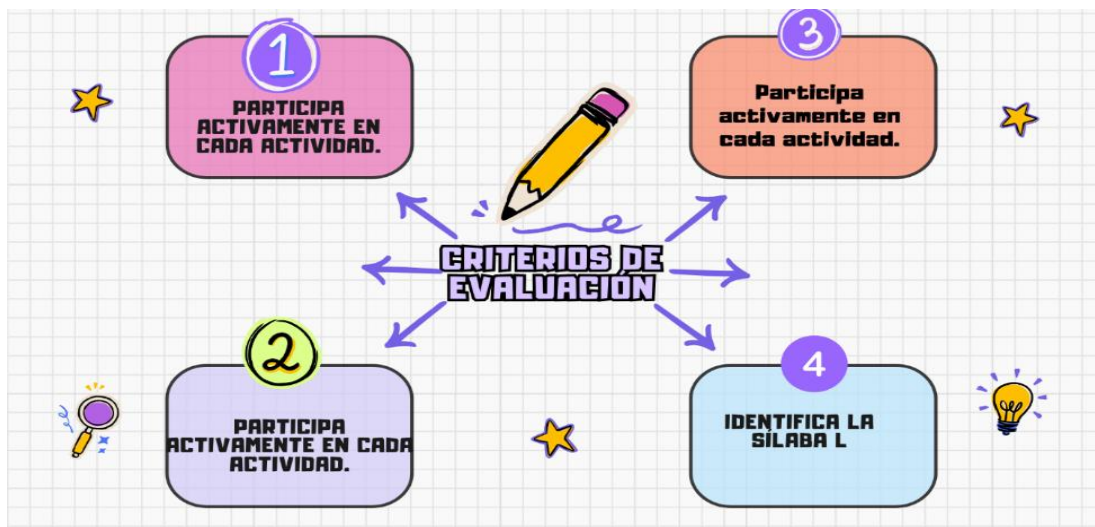 1
PARTICIPA
ACTIVAMENTE EN
CADA ACTIVIDAD.
3
Participa
activamente en
cada actividad.
CRITERIOS DE
EVALUACIÓN
2
PARTICIPA
ACTIVAMENTE EN CADA
ACTIVIDAD.
4
IDENTIFICA LA
SÍLABA L